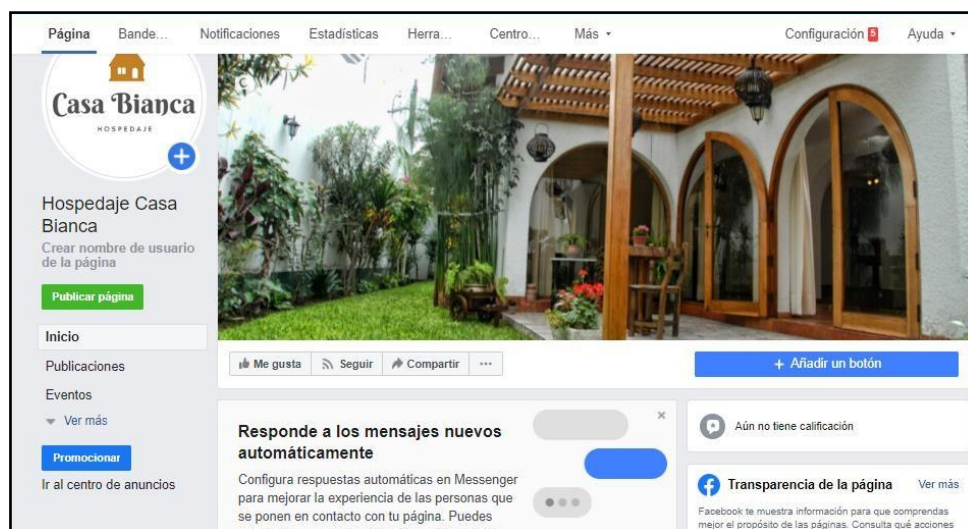 Página Bande... Notificaciones Estadísticas Herra... Centro... Más Configuración 5 Ayuda
Casa Bianca
HOSPEDAJE
Hospedaje Casa
Bianca
Crear nombre de usuario
de la página
Publicar página
Inicio
Publicaciones
Eventos
Ver más
Promocionar
Ir al centro de anuncios
Me gusta Seguir Compartir ...
+ Añadir un botón
Responde a los mensajes nuevos
automáticamente
Configura respuestas automáticas en Messenger
para mejorar la experiencia de las personas que
se ponen en contacto con tu página. Puedes
Aún no tiene calificación
Transparencia de la página Ver más
Facebook te muestra información para que comprendas
mejor el propósito de las páginas. Consulta qué acciones